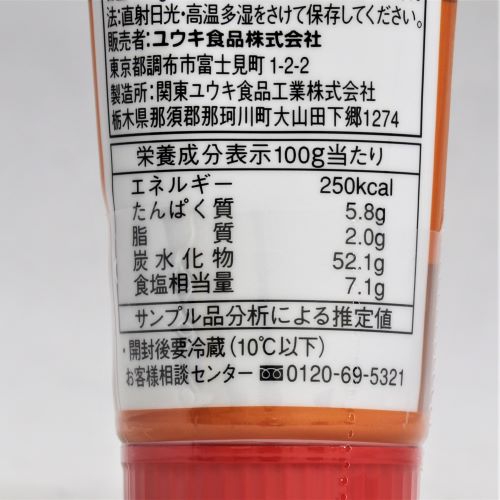 法:直射日光・高温多湿をさけて保存してください。
販売者:ユウキ食品株式会社
東京都調布市富士見町1-2-2
製造所:関東ユウキ食品工業株式会社
栃木県那須郡那珂川町大山田下郷1274
栄養成分表示100g当たり
エネルギー 250kcal
たんぱく質 5.8g
脂質 2.0g
炭水化物 52.1g
食塩相当量 7.1g
サンプル品分析による推定値
・開封後要冷蔵(10℃以下)
お客様相談センター 0120-69-5321